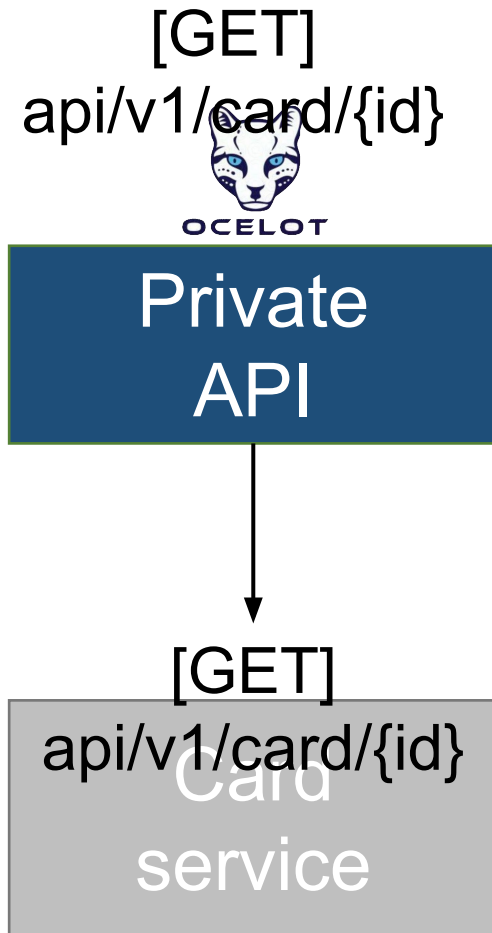 [GET]
api/v1/card/{id}
OCELOT
Private
API
[GET]
api/v1/card/{id}
Card
service